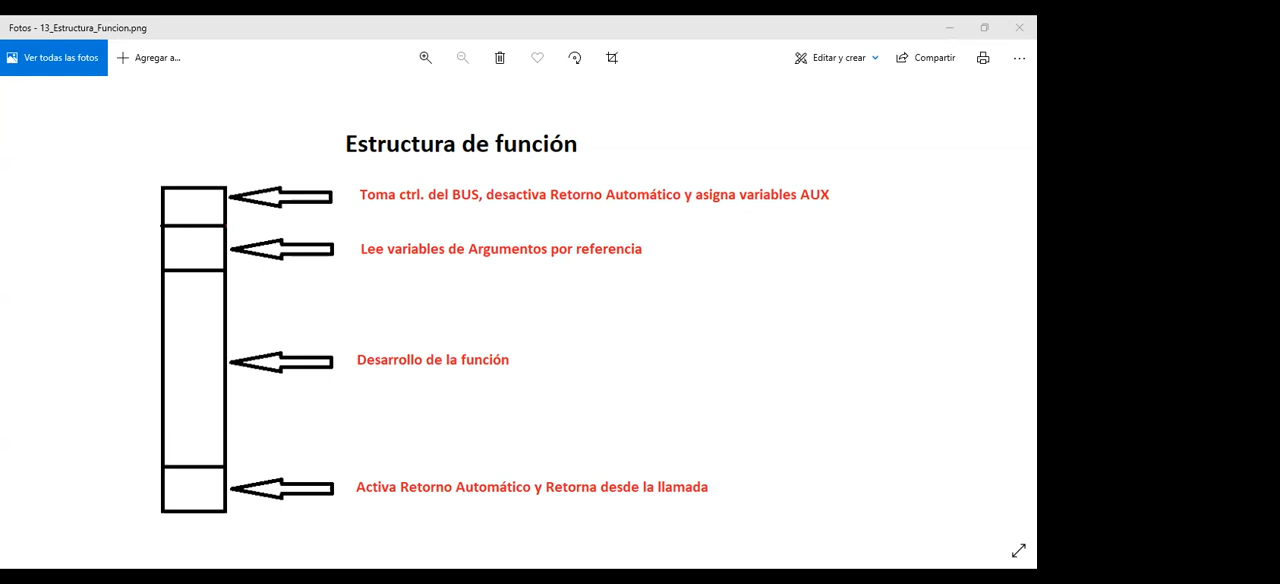 Fotos - 13_Estructura_Funcion.png
Ver todas las fotos
Agregar a...
Editar y crear
Compartir
Estructura de función
Toma ctrl. del BUS, desactiva Retorno Automático y asigna variables AUX
Lee variables de Argumentos por referencia
Desarrollo de la función
Activa Retorno Automático y Retorna desde la llamada